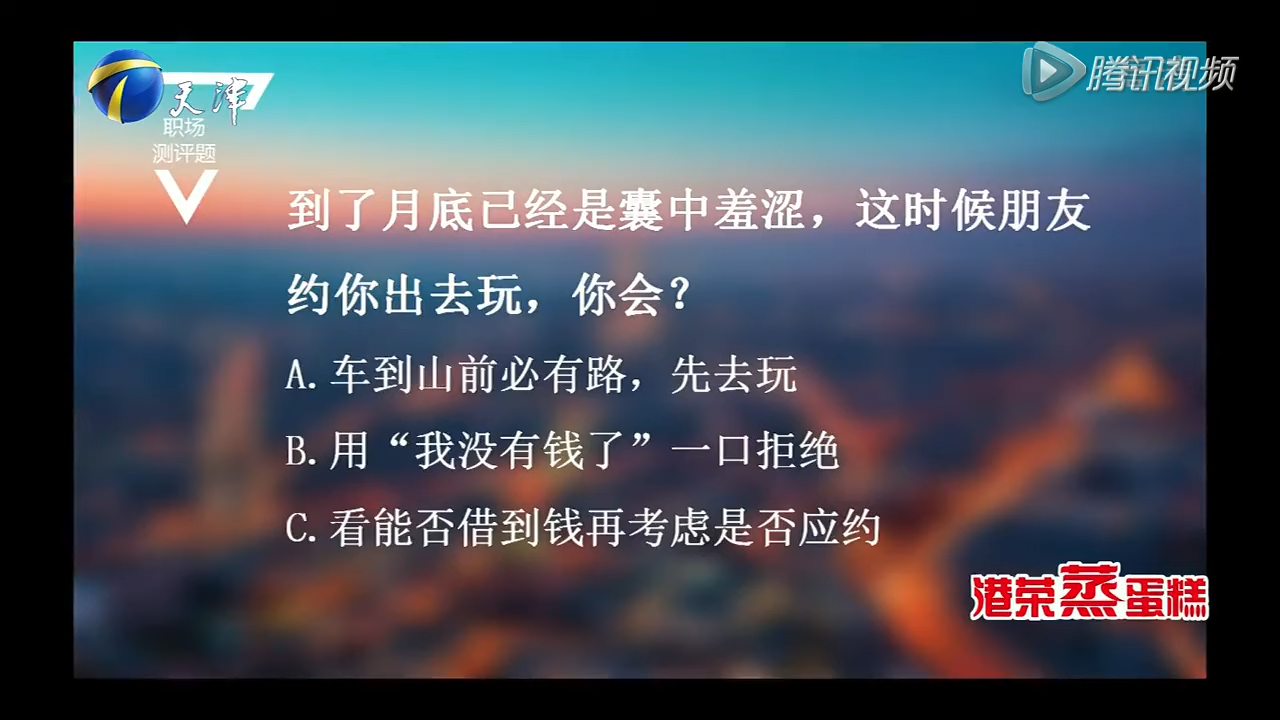 天津
腾讯视频
职场
测评题
到了月底已经是囊中羞涩，这时候朋友
约你出去玩，你会？
A.车到山前必有路，先去玩
B.用“我没有钱了”一口拒绝
C.看能否借到钱再考虑是否应约
港荣蒸蛋糕